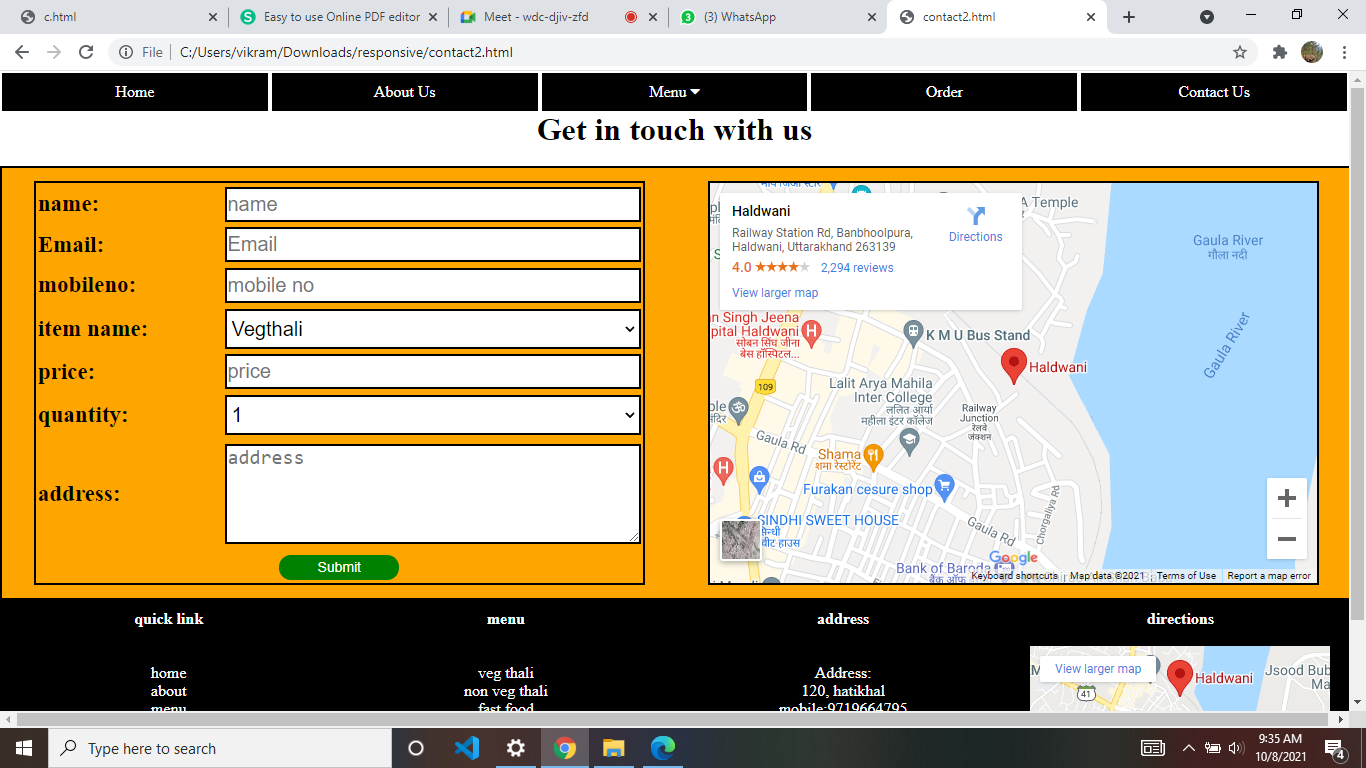 c.html
Easy to use Online PDF editor
Meet - wdc-djiv-zfd
(3) WhatsApp
contact2.html
File
C:/Users/vikram/Downloads/responsive/contact2.html
Home
About Us
Menu
Order
Contact Us
Get in touch with us
name:
name
Email:
Email
mobileno:
mobile no
item name:
Vegthali
price:
price
quantity:
1
address:
address
Submit
Haldwani
Railway Station Rd, Banbhoolpura,
Haldwani, Uttarakhand 263139
4.0
2,294 reviews
View larger map
Directions
A Temple
Gaula River
गौला नदी
Gaula River
an Singh Jeena
pital Haldwani
सोबन सिंह जीना
बेस हॉस्पिटल...
K M U Bus Stand
Haldwani
109
Lalit Arya Mahila
Inter College
ललित आर्या
महीला इंटर कॉलेज
Railway
Junction
रेलवे
जंक्शन
Gaula Rd
Shama
शमा रेस्टोरेंट
Furakan cesure shop
Chorgaliya Rd
SINDHI SWEET HOUSE
सिन्धी
वीट हाउस
Gaula Rd
Google
Bank of Baroda
Keyboard shortcuts
Map data ©2021
Terms of Use
Report a map error
quick link
menu
address
directions
home
about
menu
veg thali
non veg thali
fast food
Address:
120, hatikhal
mobile:9719664795
View larger map
41
Haldwani
Jsood Bub
Ma
Type here to search
9:35 AM
10/8/2021
4